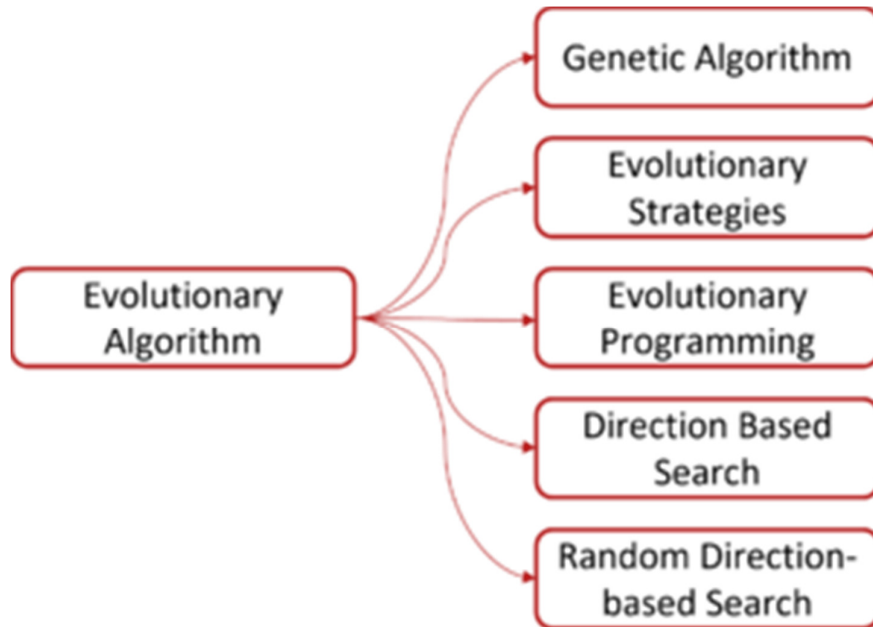 Genetic Algorithm
Evolutionary
Strategies
Evolutionary
Algorithm
Evolutionary
Programming
Direction Based
Search
Random Direction-
based Search